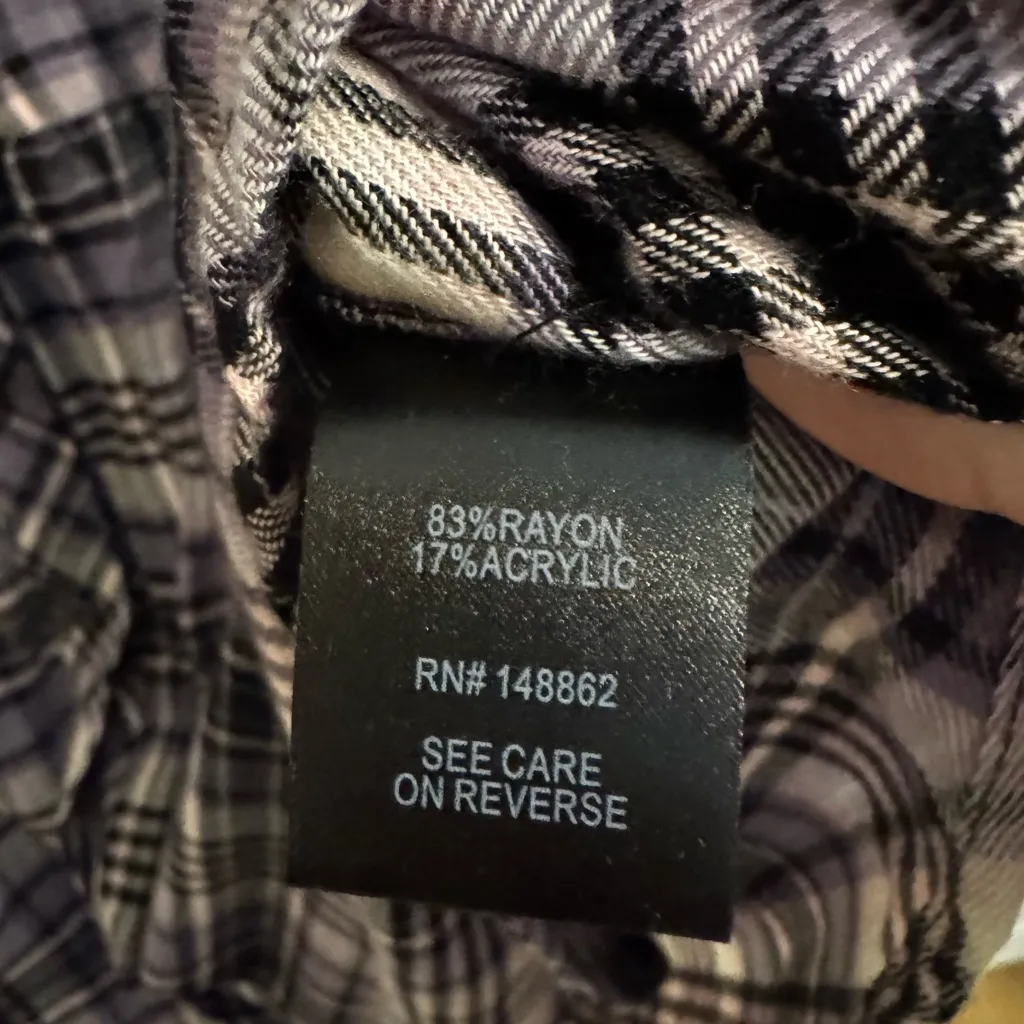 83%RAYON
17%ACRYLIC
RN# 148862
SEE CARE
ON REVERSE